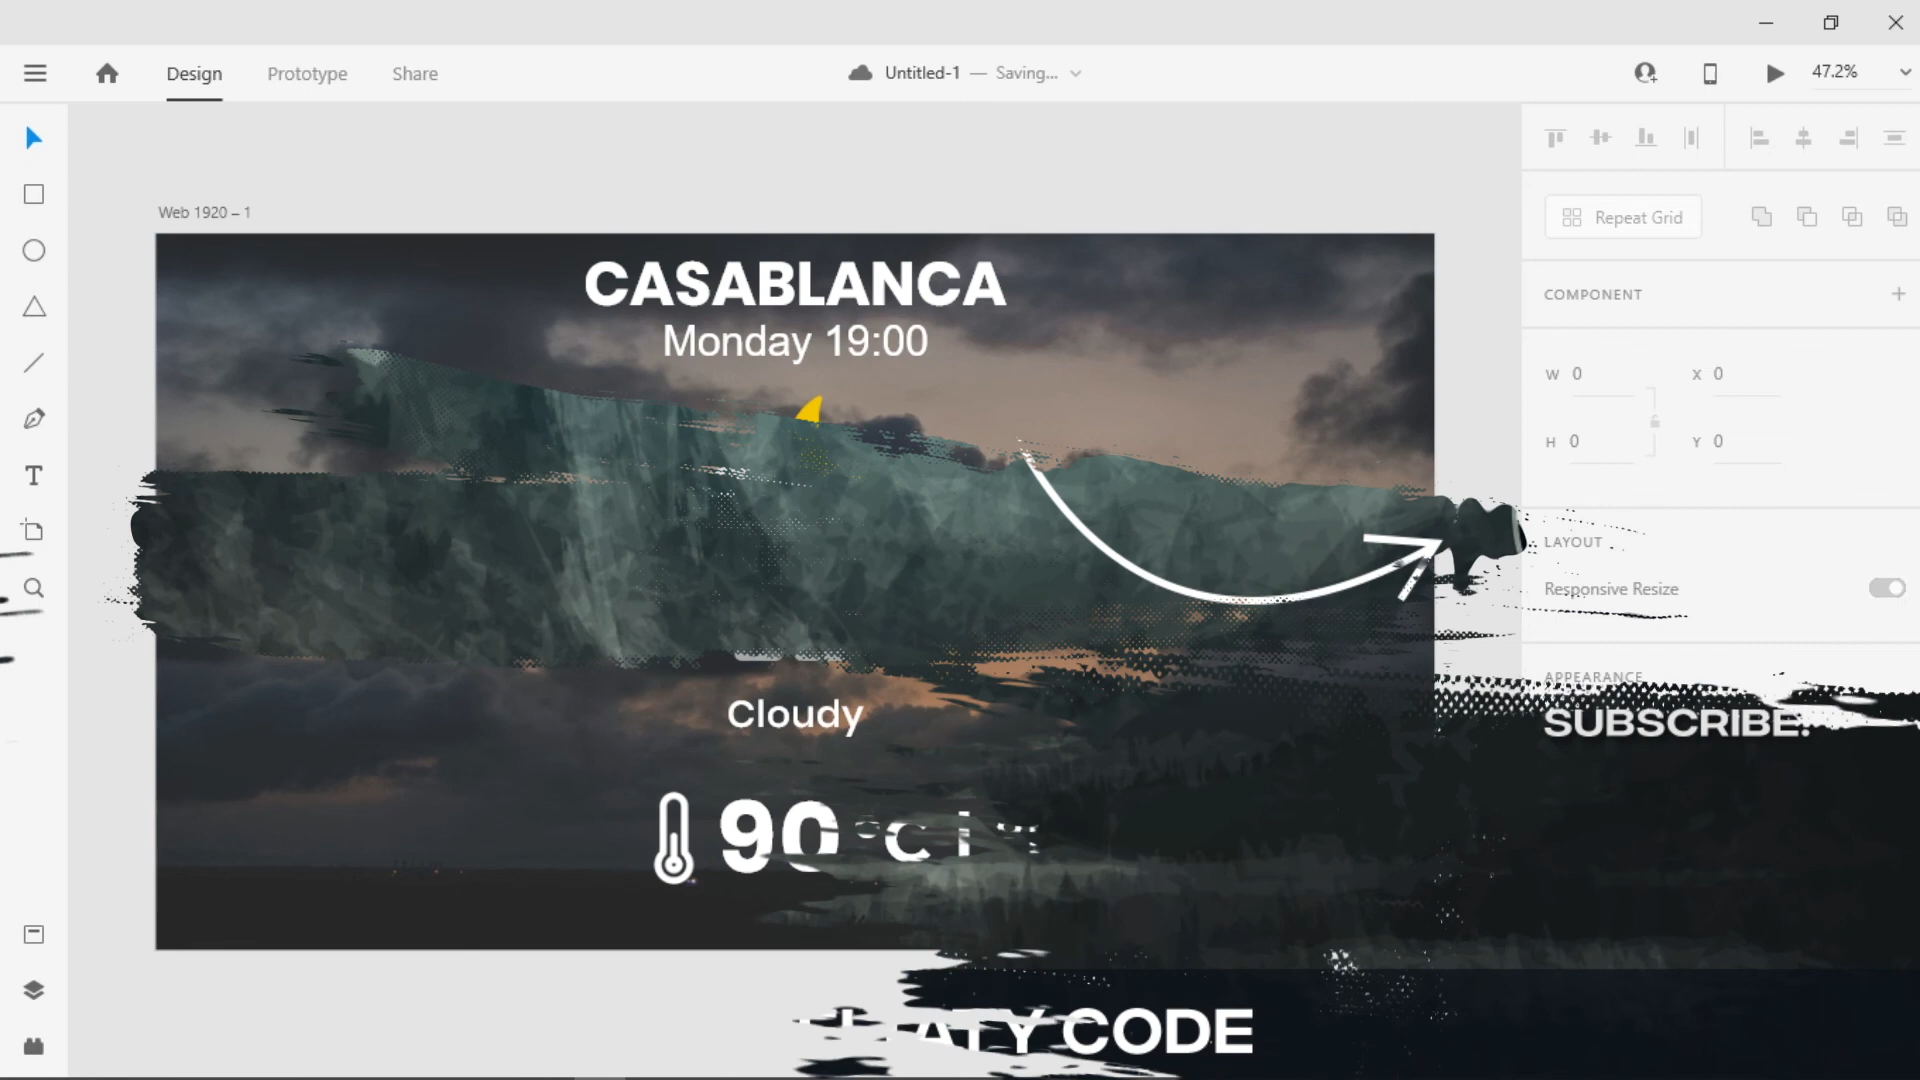 Design Prototype Share
Untitled-1 — Saving...
47.2%
Web 1920 – 1
CASABLANCA
Monday 19:00
Cloudy
90 °C
CODE
Repeat Grid
COMPONENT
W 0 X 0
H 0 Y 0
LAYOUT
Responsive Resize
APPEARANCE
SUBSCRIBE!